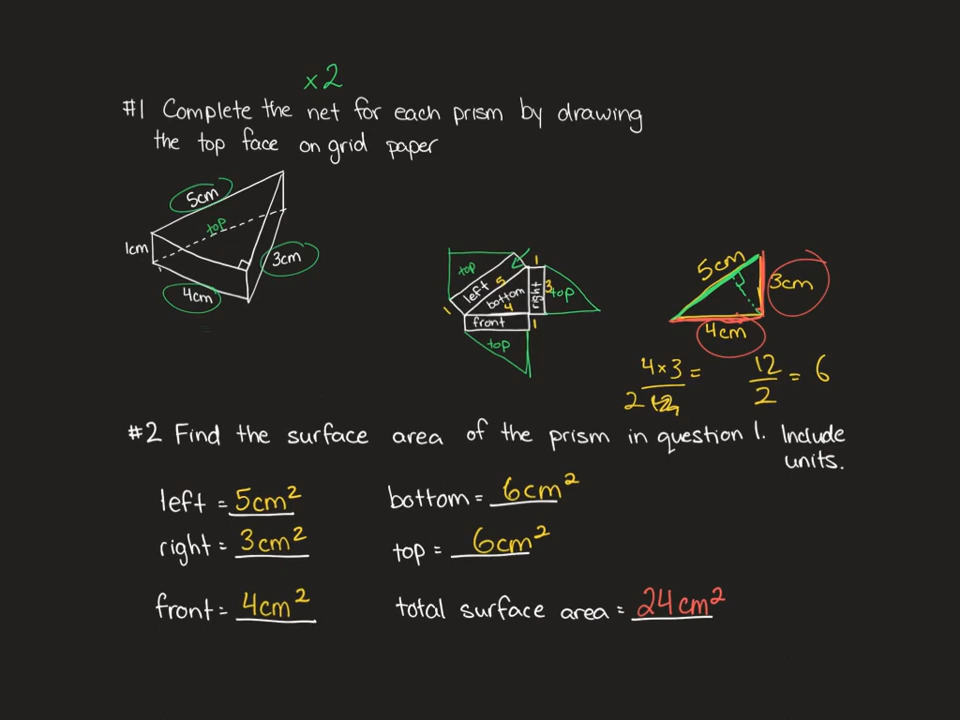 x2
#1 Complete the net for each prism by drawing
the top face on grid paper
5cm
top
1cm
3cm
4cm
top
left
5
1
bottom
4
right
3
top
1
front
1
top
5cm
3cm
4cm
4 x 3 =
2
12/2 = 6
#2 Find the surface area of the prism in question 1. Include
units.
left = 5cm²
bottom = 6cm²
right = 3cm²
top = 6cm²
front = 4cm²
total surface area = 24cm²